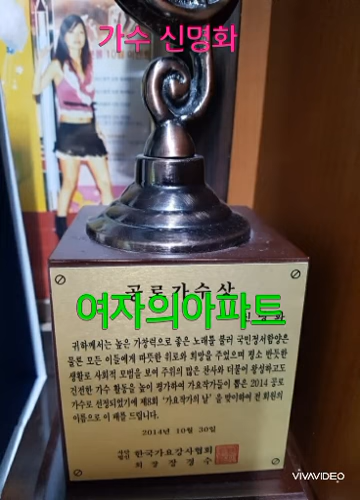 가수 신명화
공로가수상
여자의아파트
귀하께서는 높은 가창력으로 좋은 노래를 불러 국민정서함양은
물론 모든 이들에게 따뜻한 위로와 희망을 주었으며 평소 반듯한
생활로 사회적 모범을 보여 주위의 많은 찬사와 더불어 왕성하고도
건전한 가수 활동을 높이 평가하여 가요작가들이 뽑은 2014 공로
가수로 선정되었기에 제8회 '가요작가의 날' 을 맞이하여 전 회원의
이름으로 이 패를 드립니다.
2014년 10월 30일
사단법인 한국가요강사협회
회장 장경수
VIVAVIDEO